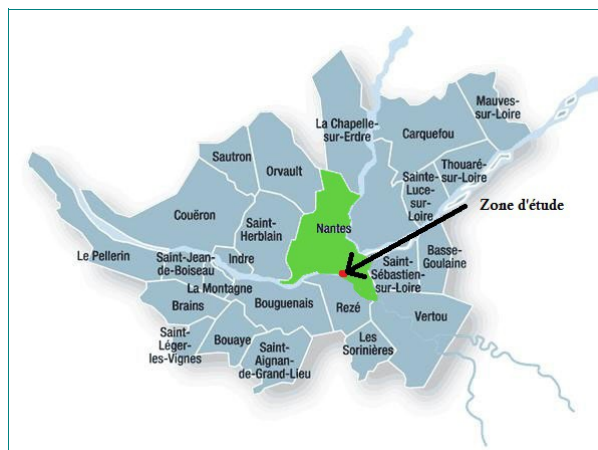 Mauves-
sur-Loire
La Chapelle-
sur-Erdre
Carquefou
Sautron
Orvault
Thouaré-
sur-Loire
Sainte-
Luce-
sur-
Loire
Zone d'étude
Couëron
Saint-
Herblain
Nantes
Le Pellerin
Saint-Jean-
de-Boiseau
Indre
Saint-
Sébastien-
sur-Loire
Basse-
Goulaine
La Montagne
Brains
Bouguenais
Rezé
Vertou
Saint-
Léger-
les-Vignes
Bouaye
Saint-
Aignan-
de-Grand-Lieu
Les
Sorinières